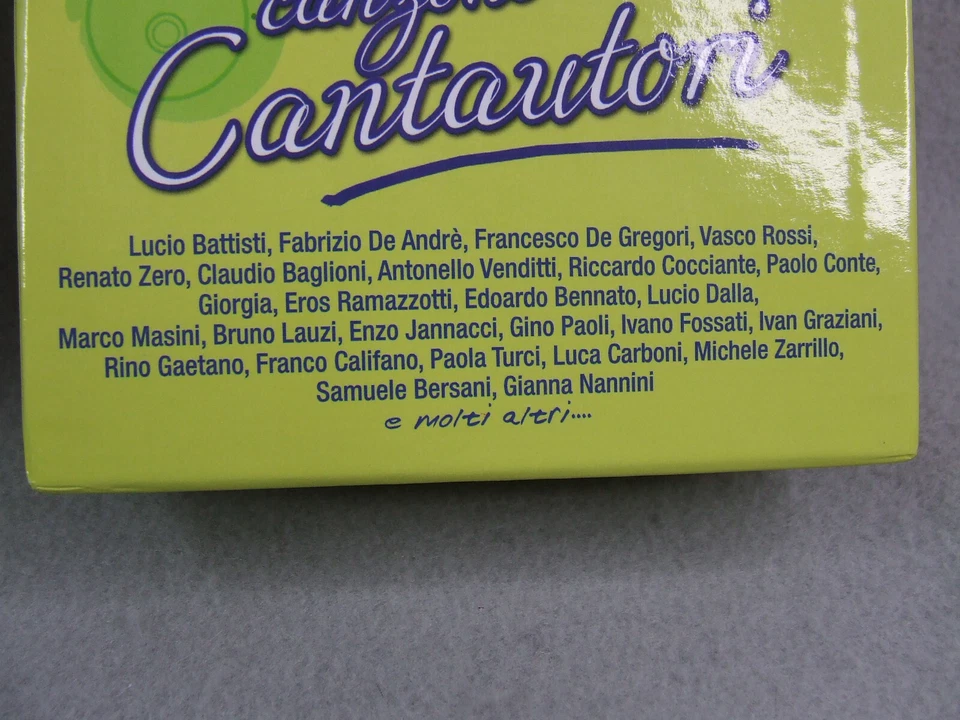 Cantautori
Lucio Battisti, Fabrizio De Andrè, Francesco De Gregori, Vasco Rossi,
Renato Zero, Claudio Baglioni, Antonello Venditti, Riccardo Cocciante, Paolo Conte,
Giorgia, Eros Ramazzotti, Edoardo Bennato, Lucio Dalla,
Marco Masini, Bruno Lauzi, Enzo Jannacci, Gino Paoli, Ivano Fossati, Ivan Graziani,
Rino Gaetano, Franco Califano, Paola Turci, Luca Carboni, Michele Zarrillo,
Samuele Bersani, Gianna Nannini
e molti altri....